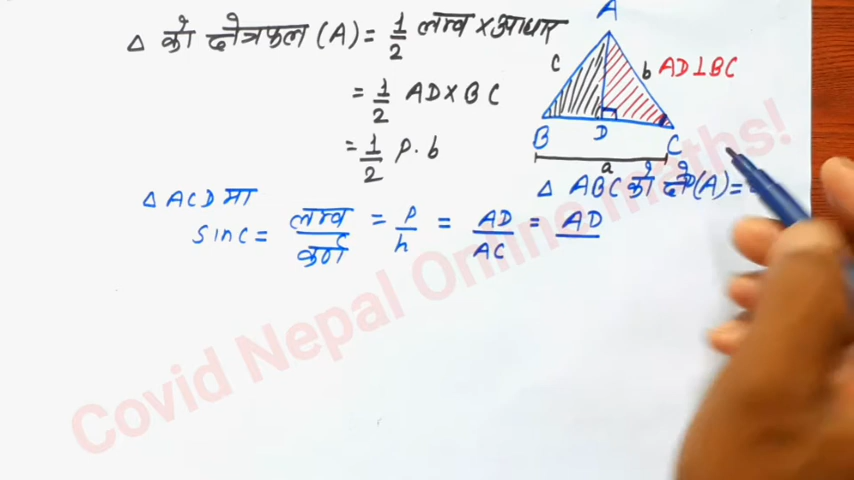 Δ को क्षेत्रफल (A) = 1/2 लम्ब × आधार
= 1/2 AD × BC
= 1/2 p.b
A
c
b
AD⊥BC
B
D
C
a
Δ ABC को क्षे(A) =
Δ ACD मा
sin C = लम्ब/कर्ण = p/h = AD/AC = AD
Covid Nepal Online maths!